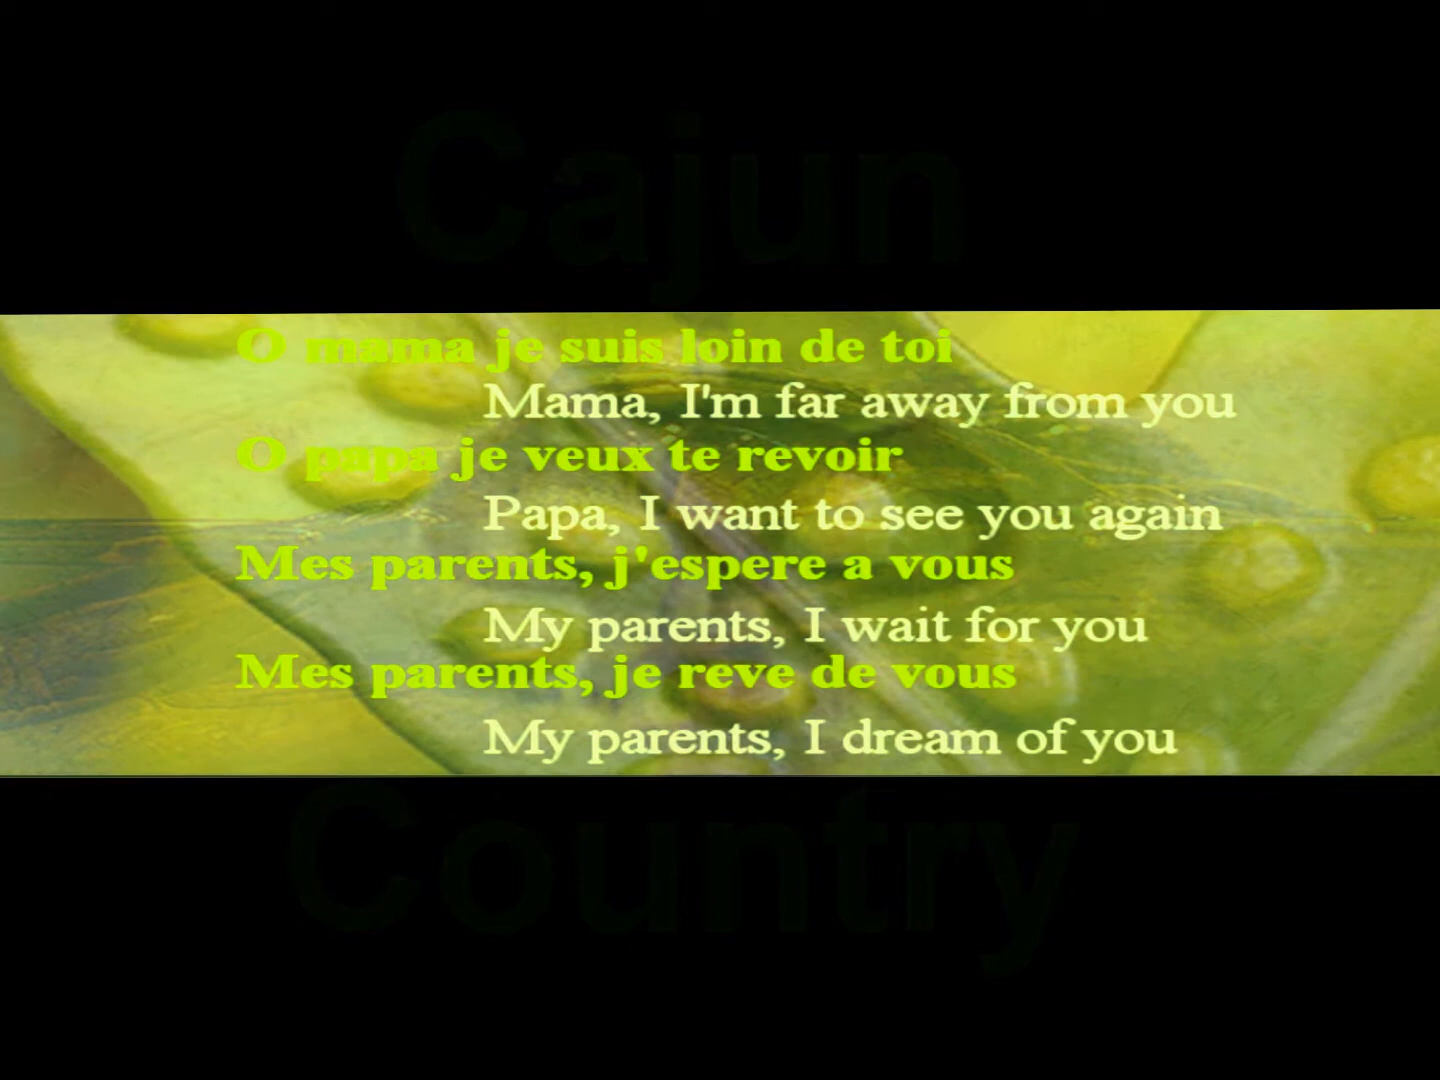 Cajun
O mama je suis loin de toi
Mama, I'm far away from you
O papa je veux te revoir
Papa, I want to see you again
Mes parents, j'espere a vous
My parents, I wait for you
Mes parents, je reve de vous
My parents, I dream of you
Country